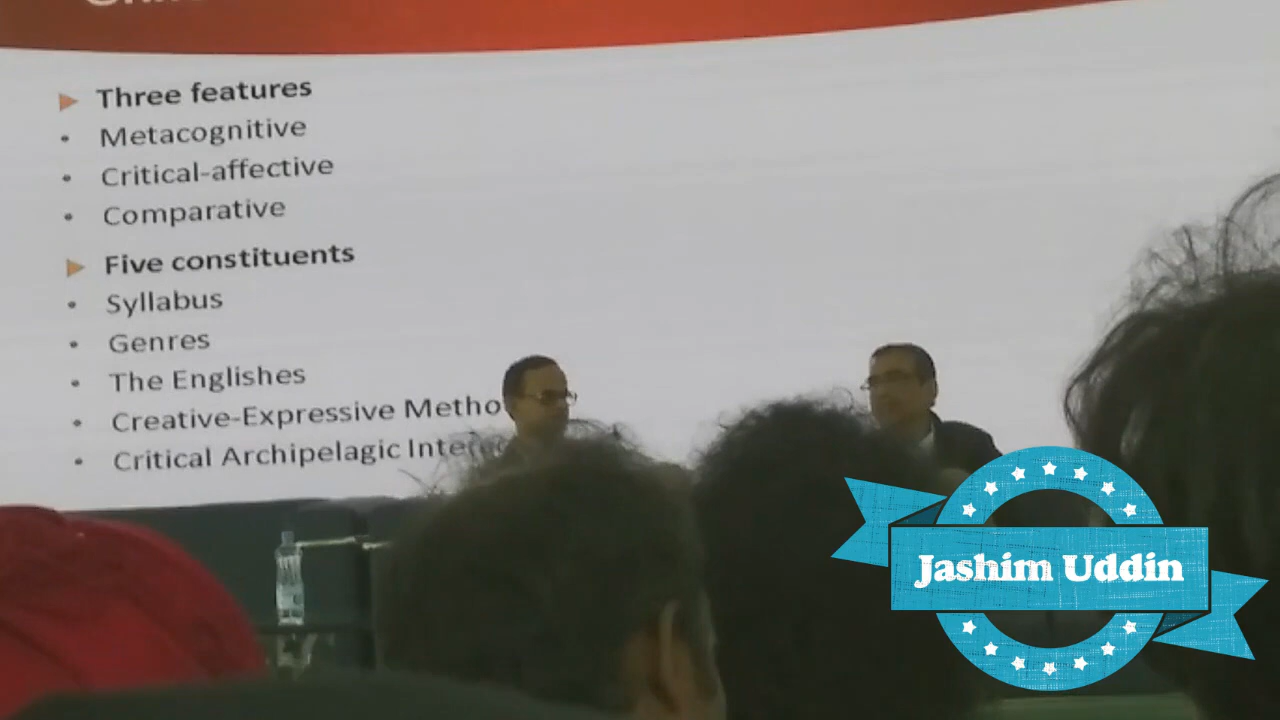 Three features
Metacognitive
Critical-affective
Comparative
Five constituents
Syllabus
Genres
The Englishes
Creative-Expressive
Critical Archipelagic
Jashim Uddin